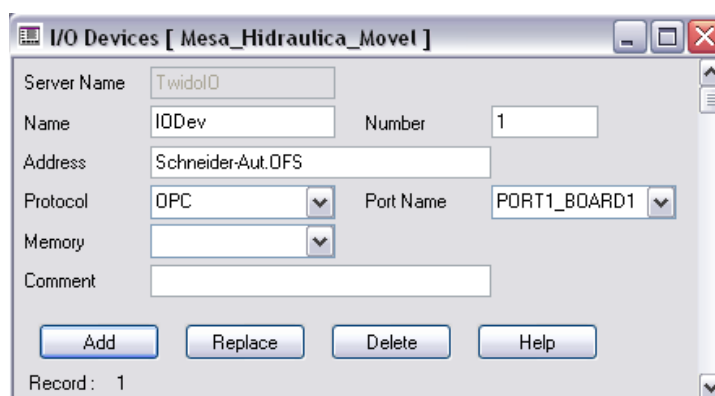 I/O Devices [ Mesa_Hidraulica_Movel ]
Server Name TwidoIO
Name IODev Number 1
Address Schneider-Aut.OFS
Protocol OPC Port Name PORT1_BOARD1
Memory
Comment
Add Replace Delete Help
Record : 1